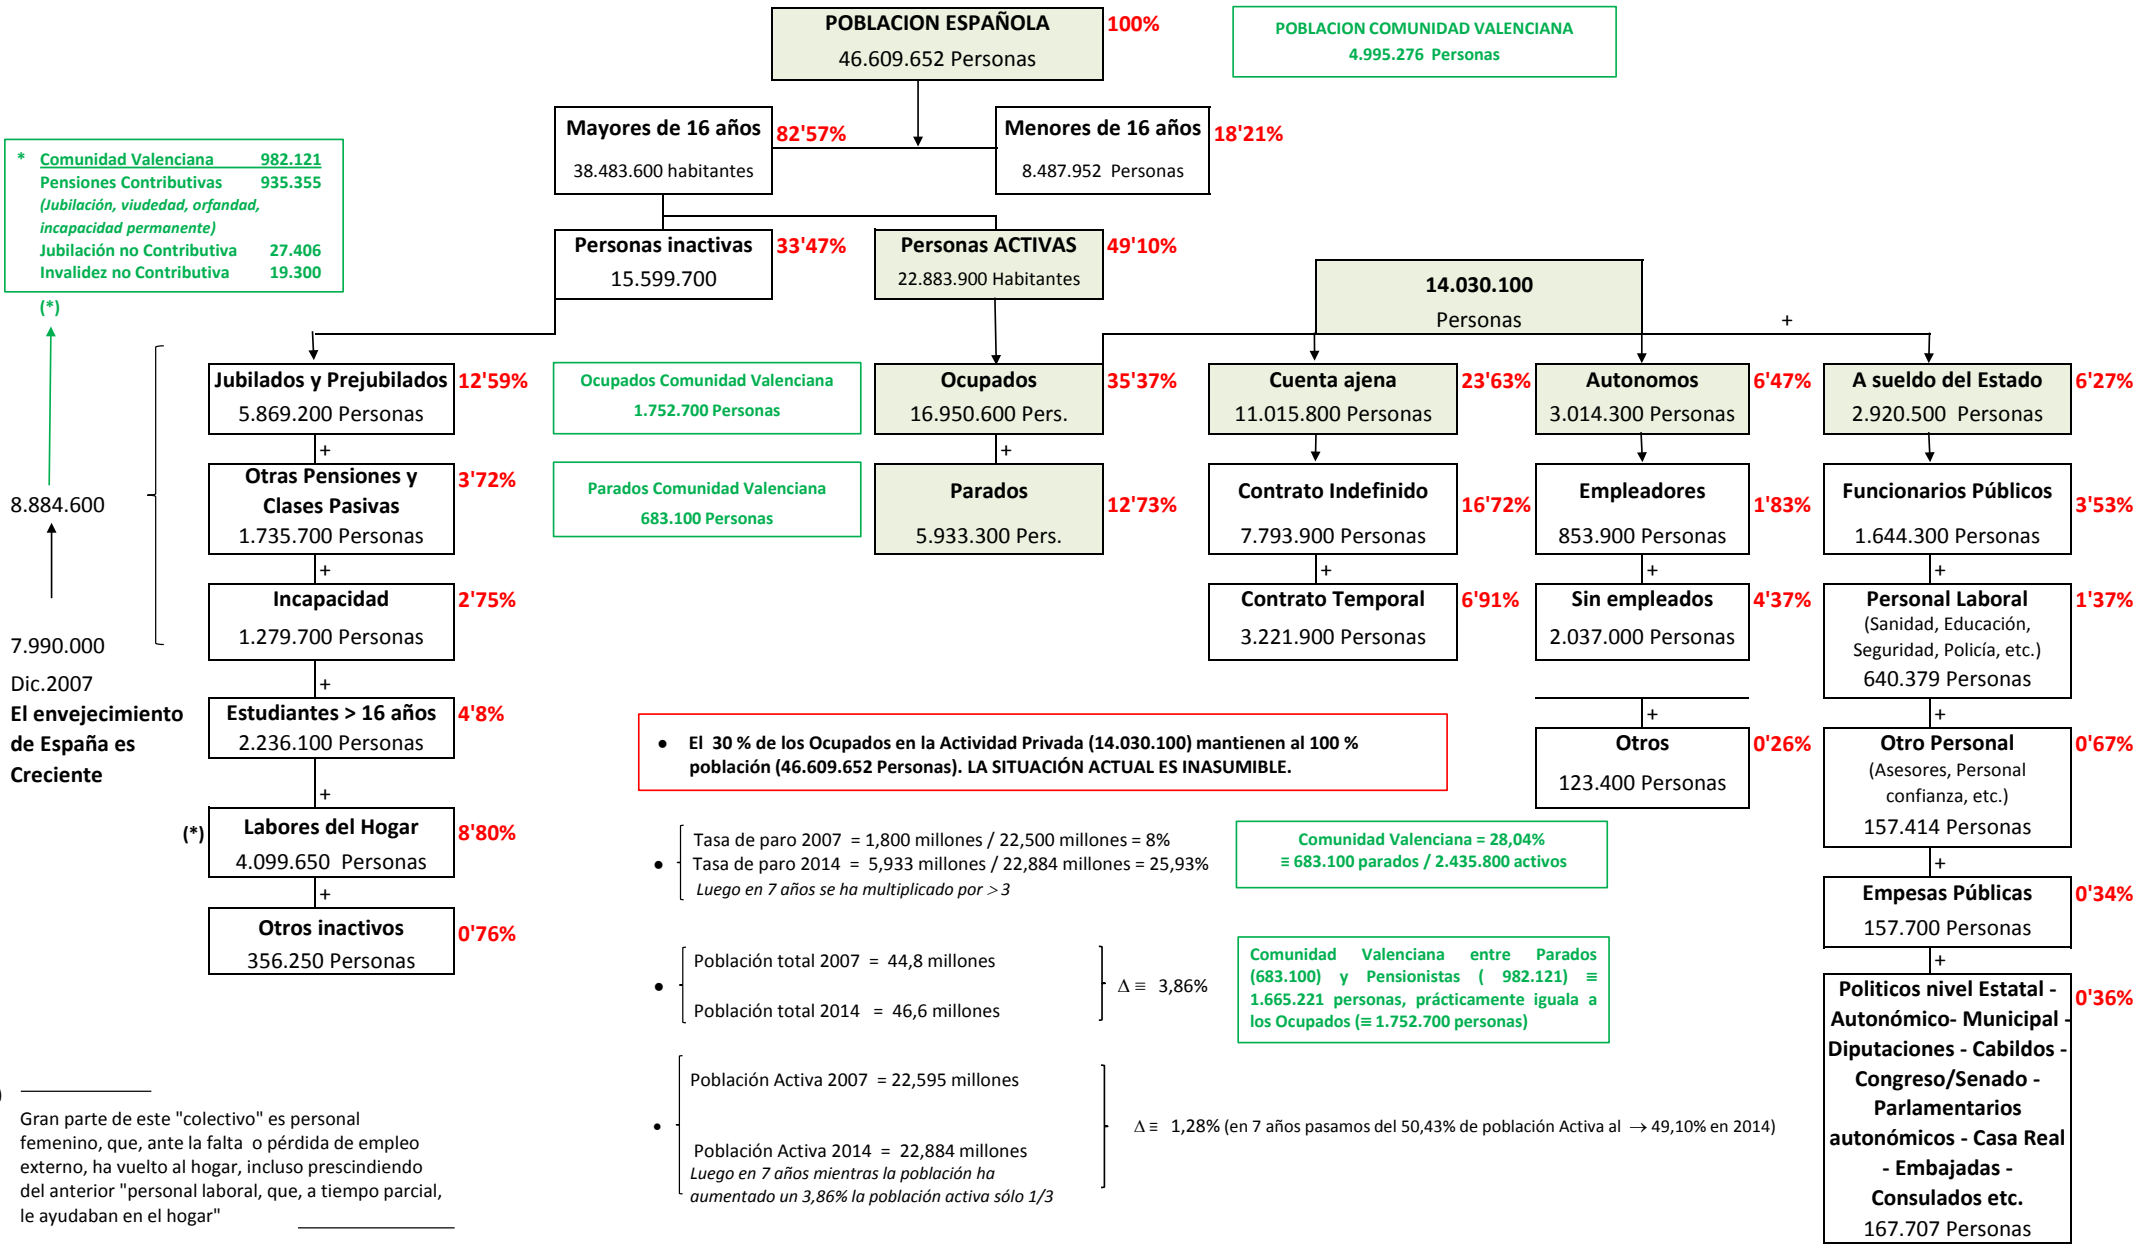 POBLACION ESPAÑOLA
46.609.652 Personas
100%
POBLACION COMUNIDAD VALENCIANA
4.995.276 Personas
Mayores de 16 años
38.483.600 habitantes
82'57%
Menores de 16 años
8.487.952 Personas
18'21%
* Comunidad Valenciana 982.121
Pensiones Contributivas 935.355
(Jubilación, viudedad, orfandad,
incapacidad permanente)
Jubilación no Contributiva 27.406
Invalidez no Contributiva 19.300
(*)
Personas inactivas
15.599.700
33'47%
Personas ACTIVAS
22.883.900 Habitantes
49'10%
14.030.100
Personas
+
Jubilados y Prejubilados
5.869.200 Personas
12'59%
Ocupados Comunidad Valenciana
1.752.700 Personas
Ocupados
16.950.600 Pers.
35'37%
Cuenta ajena
11.015.800 Personas
23'63%
Autonomos
3.014.300 Personas
6'47%
A sueldo del Estado
2.920.500 Personas
6'27%
+
+
8.884.600
7.990.000
Dic.2007
El envejecimiento
de España es
Creciente
Otras Pensiones y
Clases Pasivas
1.735.700 Personas
3'72%
Parados Comunidad Valenciana
683.100 Personas
Parados
5.933.300 Pers.
12'73%
Contrato Indefinido
7.793.900 Personas
16'72%
Empleadores
853.900 Personas
1'83%
Funcionarios Públicos
1.644.300 Personas
3'53%
+
+
+
+
Incapacidad
1.279.700 Personas
2'75%
Contrato Temporal
3.221.900 Personas
6'91%
Sin empleados
2.037.000 Personas
4'37%
Personal Laboral
(Sanidad, Educación,
Seguridad, Policía, etc.)
640.379 Personas
1'37%
+
+
+
Estudiantes > 16 años
2.236.100 Personas
4'8%
• El 30 % de los Ocupados en la Actividad Privada (14.030.100) mantienen al 100 %
población (46.609.652 Personas). LA SITUACIÓN ACTUAL ES INASUMIBLE.
Otros
123.400 Personas
0'26%
Otro Personal
(Asesores, Personal
confianza, etc.)
157.414 Personas
0'67%
+
(*)
Labores del Hogar
4.099.650 Personas
8'80%
• Tasa de paro 2007 = 1,800 millones / 22,500 millones = 8%
Tasa de paro 2014 = 5,933 millones / 22,884 millones = 25,93%
Luego en 7 años se ha multiplicado por > 3
Comunidad Valenciana = 28,04%
≡ 683.100 parados / 2.435.800 activos
+
+
Empesas Públicas
157.700 Personas
0'34%
Otros inactivos
356.250 Personas
0'76%
• Población total 2007 = 44,8 millones
Población total 2014 = 46,6 millones
Δ ≡ 3,86%
Comunidad Valenciana entre Parados
(683.100) y Pensionistas ( 982.121) ≡
1.665.221 personas, prácticamente iguala a
los Ocupados (≡ 1.752.700 personas)
+
Politicos nivel Estatal -
Autonómico- Municipal -
Diputaciones - Cabildos -
Congreso/Senado -
Parlamentarios
autonómicos - Casa Real
- Embajadas -
Consulados etc.
167.707 Personas
0'36%
• Población Activa 2007 = 22,595 millones
Población Activa 2014 = 22,884 millones
Luego en 7 años mientras la población ha
aumentado un 3,86% la población activa sólo 1/3
Δ ≡ 1,28% (en 7 años pasamos del 50,43% de población Activa al → 49,10% en 2014)
)
Gran parte de este "colectivo" es personal
femenino, que, ante la falta o pérdida de empleo
externo, ha vuelto al hogar, incluso prescindiendo
del anterior "personal laboral, que, a tiempo parcial,
le ayudaban en el hogar"